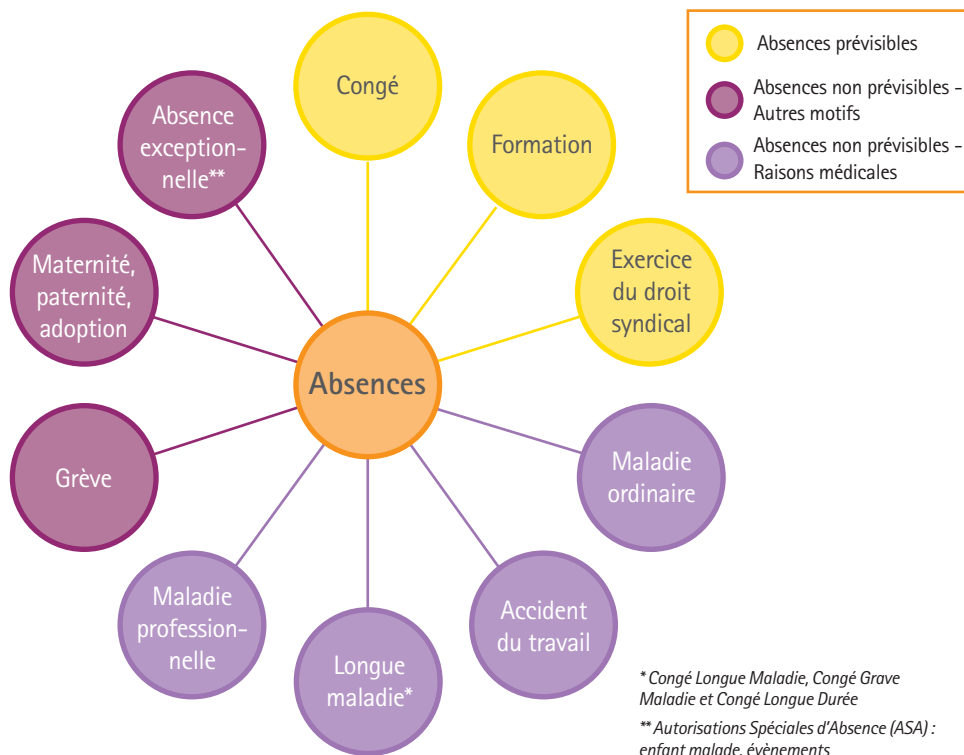 Congé
Formation
Exercice
du droit
syndical
Maladie
ordinaire
Accident
du travail
Longue
maladie*
Maladie
profession-
nelle
Grève
Maternité,
paternité,
adoption
Absence
exception-
nelle**
Absences
Absences prévisibles
Absences non prévisibles -
Autres motifs
Absences non prévisibles -
Raisons médicales
* Congé Longue Maladie, Congé Grave
Maladie et Congé Longue Durée
** Autorisations Spéciales d'Absence (ASA) :
enfant malade, évènements